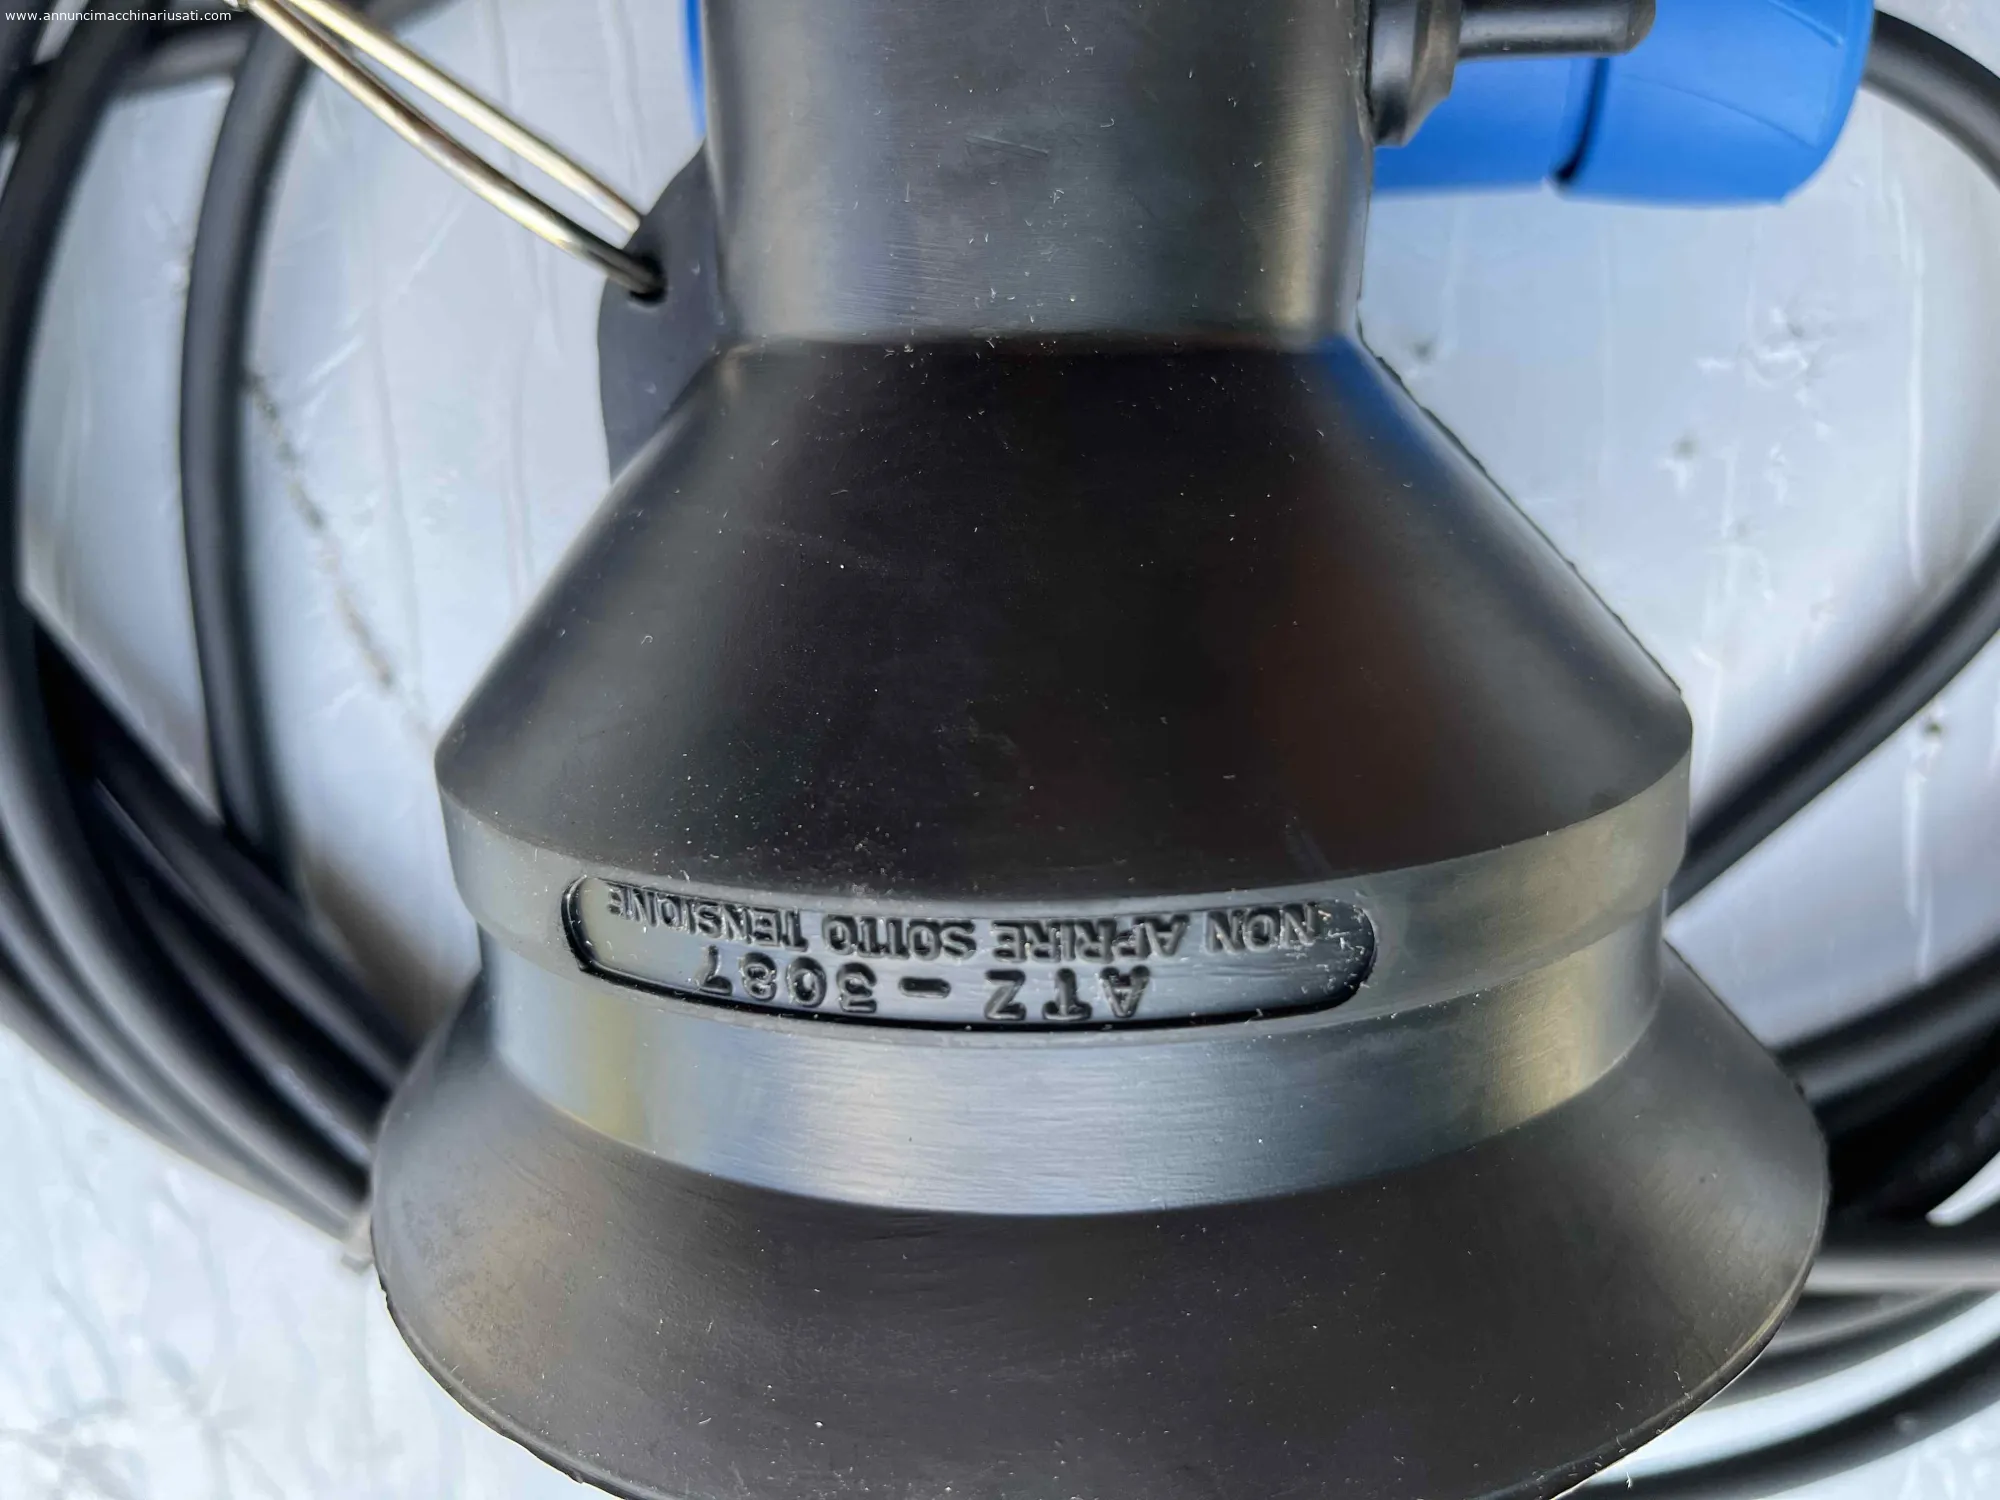 www.annuncimacchinariusati.com
ATZ - 3087
NON APRIRE SOTTO TENSIONE